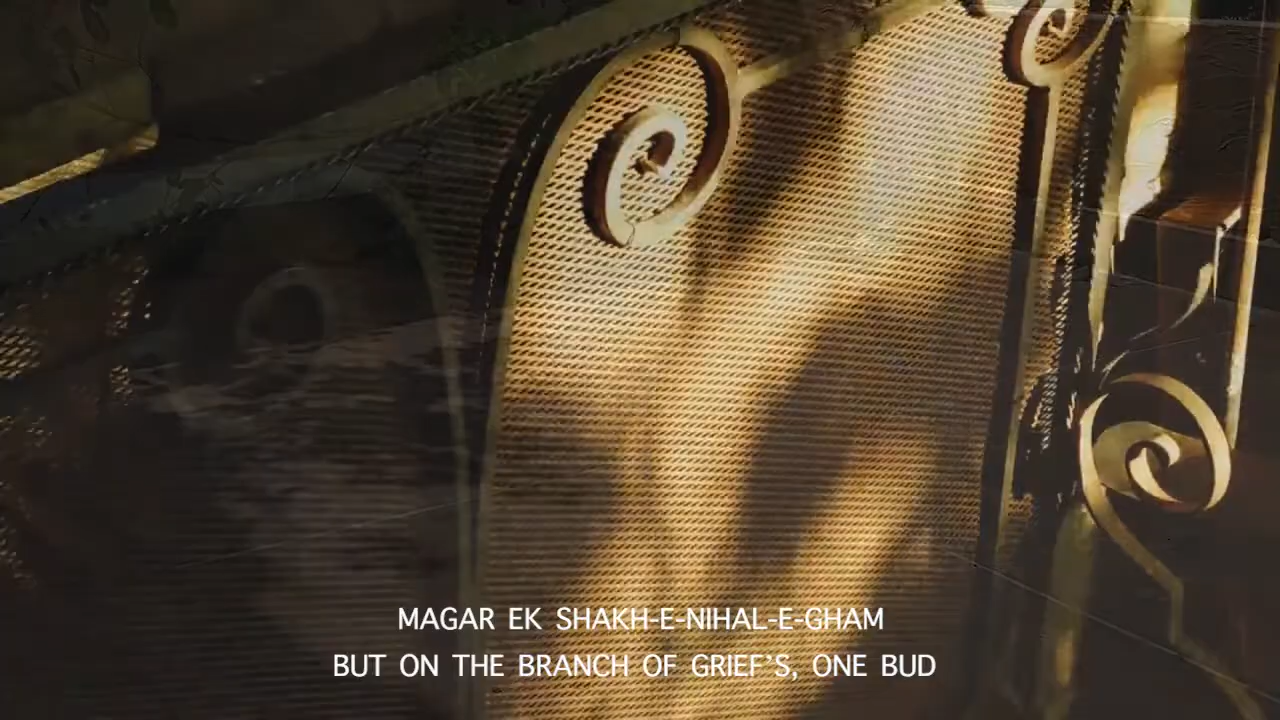 MAGAR EK SHAKH-E-NIHAL-E-GHAM
BUT ON THE BRANCH OF GRIEF'S, ONE BUD